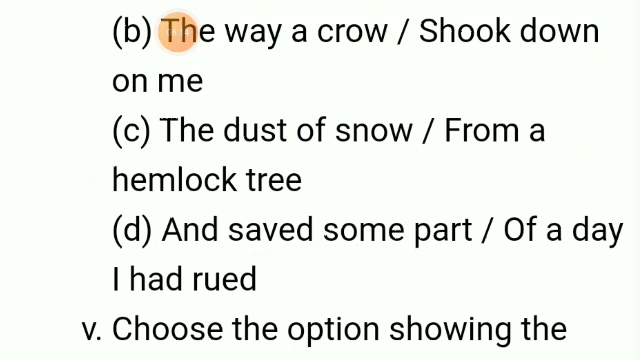 (b) The way a crow / Shook down
on me
(c) The dust of snow / From a
hemlock tree
(d) And saved some part / Of a day
I had rued
v. Choose the option showing the